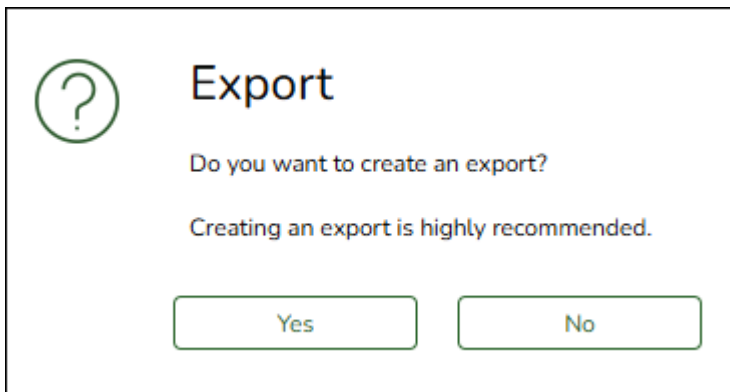 Export
Do you want to create an export?
Creating an export is highly recommended.
Yes
No